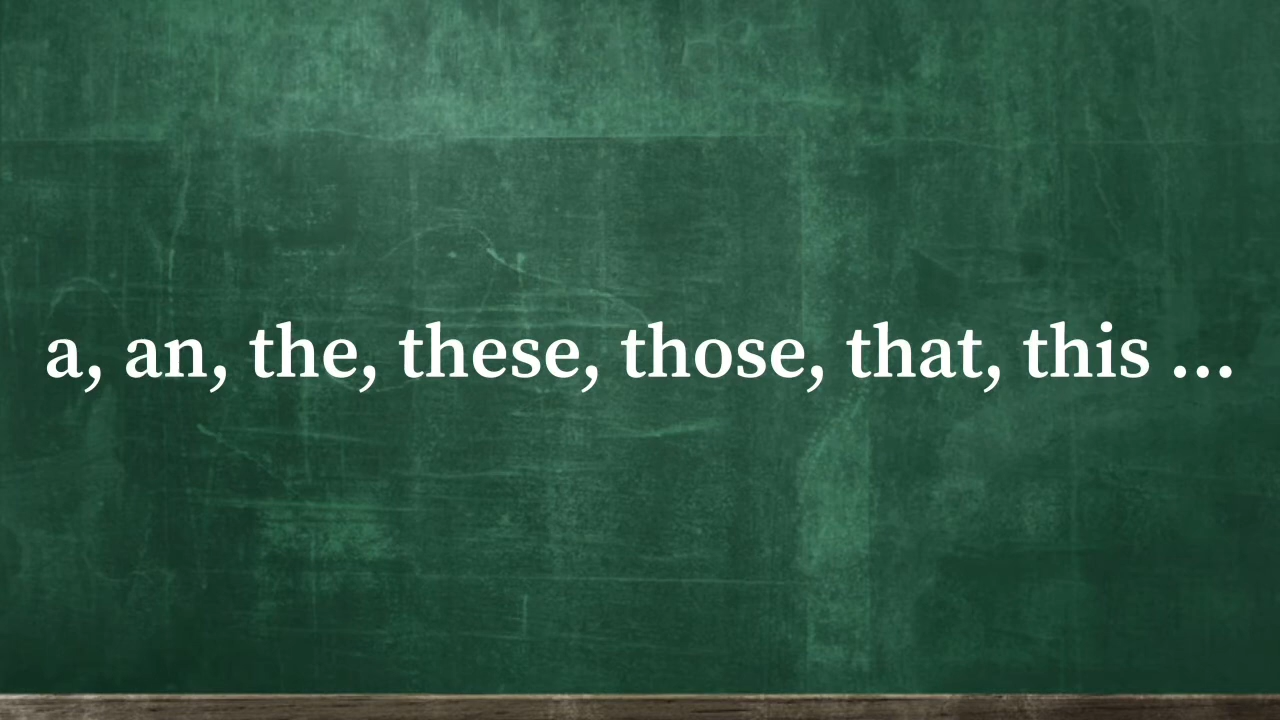 a, an, the, these, those, that, this ...